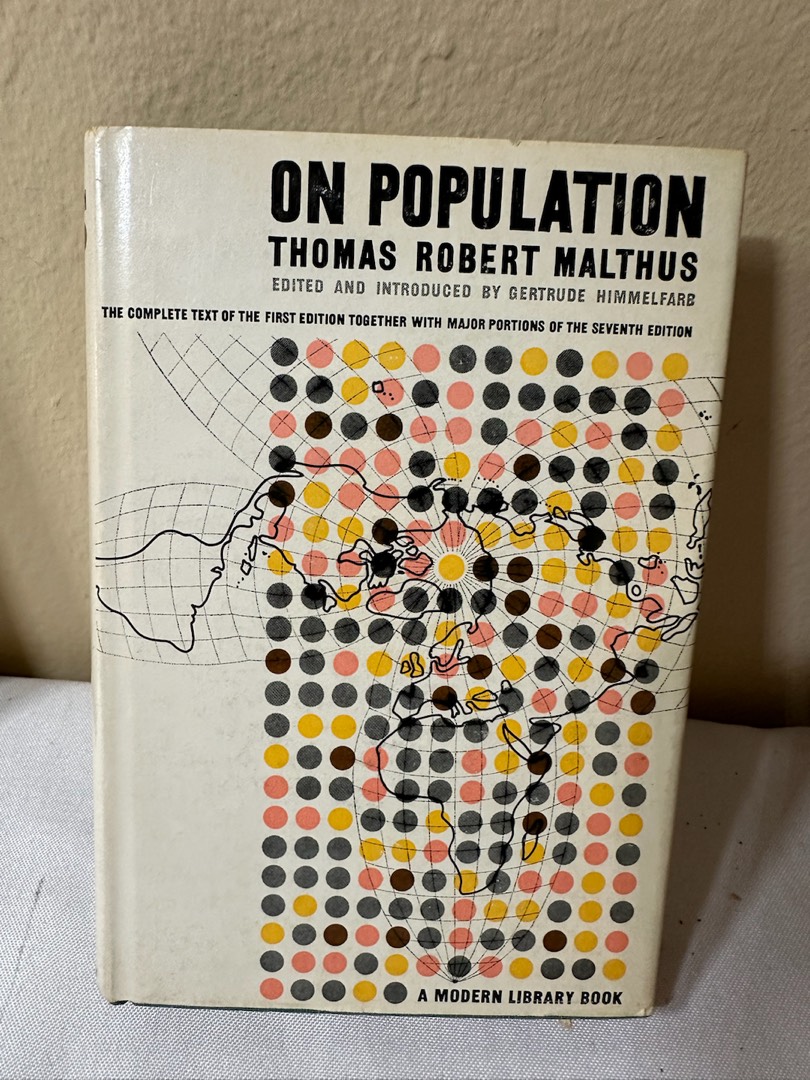 ON POPULATION
THOMAS ROBERT MALTHUS
EDITED AND INTRODUCED BY GERTRUDE HIMMELFARB
THE COMPLETE TEXT OF THE FIRST EDITION TOGETHER WITH MAJOR PORTIONS OF THE SEVENTH EDITION
A MODERN LIBRARY BOOK